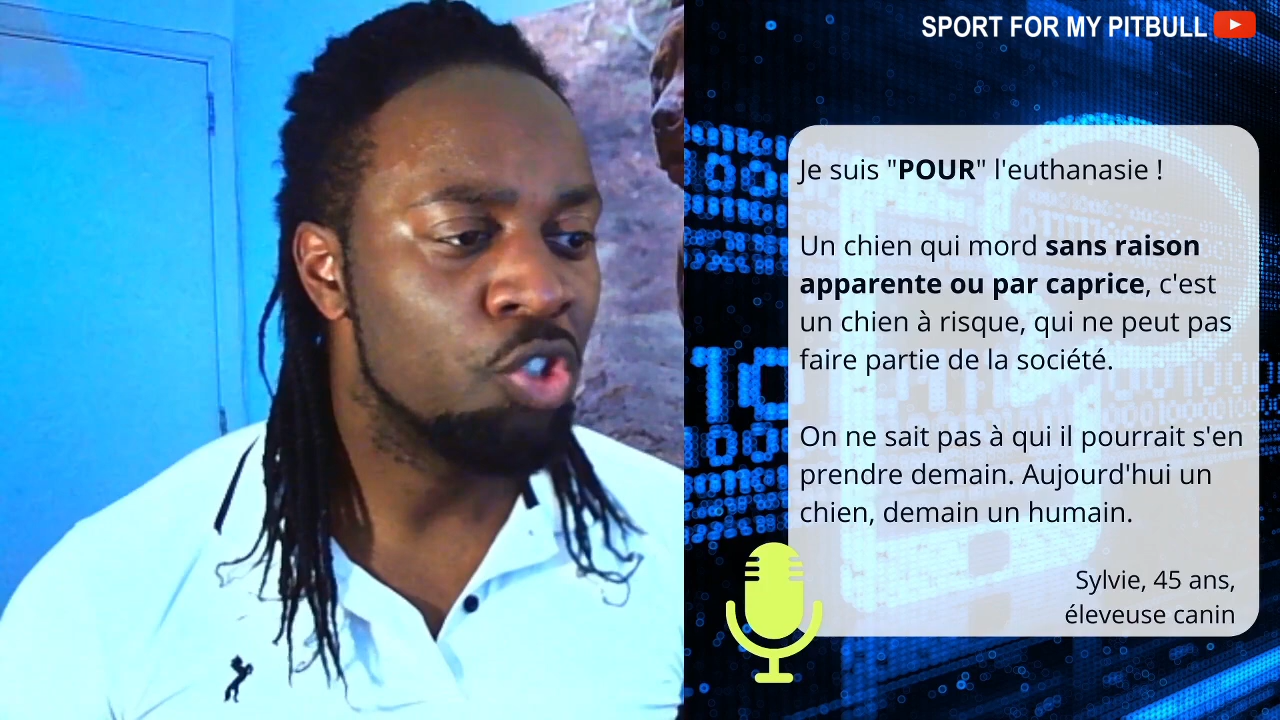 SPORT FOR MY PITBULL
Je suis "POUR" l'euthanasie !
Un chien qui mord sans raison
apparente ou par caprice, c'est
un chien à risque, qui ne peut pas
faire partie de la société.
On ne sait pas à qui il pourrait s'en
prendre demain. Aujourd'hui un
chien, demain un humain.
Sylvie, 45 ans,
éleveuse canin